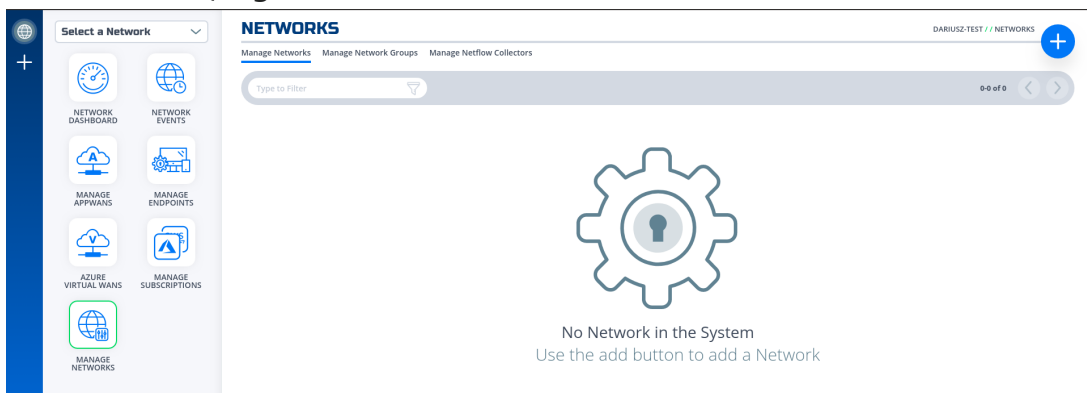 Select a Network
NETWORK
DASHBOARD
NETWORK
EVENTS
A
MANAGE
APPWANS
MANAGE
ENDPOINTS
V
AZURE
VIRTUAL WANS
MANAGE
SUBSCRIPTIONS
MANAGE
NETWORKS
NETWORKS
DARIUSZ-TEST // NETWORKS
Manage Networks Manage Network Groups Manage Netflow Collectors
Type to Filter
0-0 of 0
No Network in the System
Use the add button to add a Network